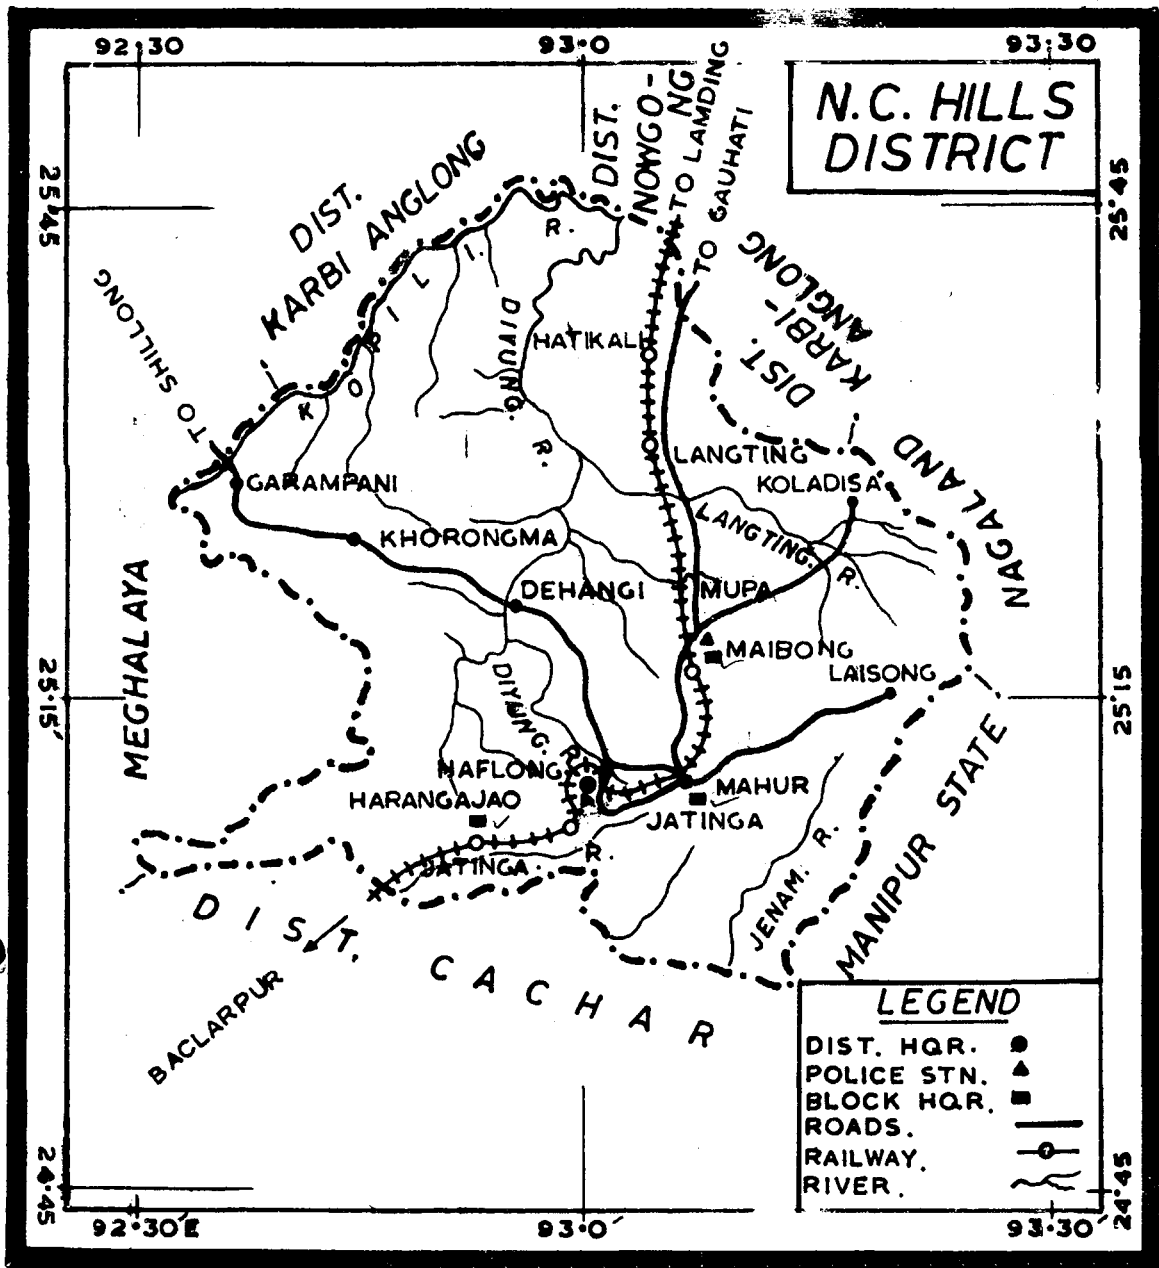 92·30
93·0
93·30
N.C. HILLS
DISTRICT
25·45
25·45
DIST.
KARBI ANGLONG
DIST.
NOWGO-
NG
TO LAMDING
TO GAUHATI
DIST.
KARBI-
ANGLONG
TO SHILLONG
KOPILI.
R.
DIYUNG.
R.
HATIKALI
LANGTING
KOLADISA
NAGALAND
GARAMPANI
KHORONGMA
LANGTING.
R.
DEHANGI
MUPA
MAIBONG
LAISONG
MEGHALAYA
25·15'
25·15
DIYUNG.
R.
HAFLONG
HARANGAJAO
MAHUR
JATINGA
JATINGA.
R.
JENAM.
R.
MANIPUR STATE
DIST. CACHAR
BACLARPUR
LEGEND
DIST. HQR.
POLICE STN.
BLOCK HQR.
ROADS.
RAILWAY.
RIVER.
24·45
24·45
92·30'E
93·0'
93·30'